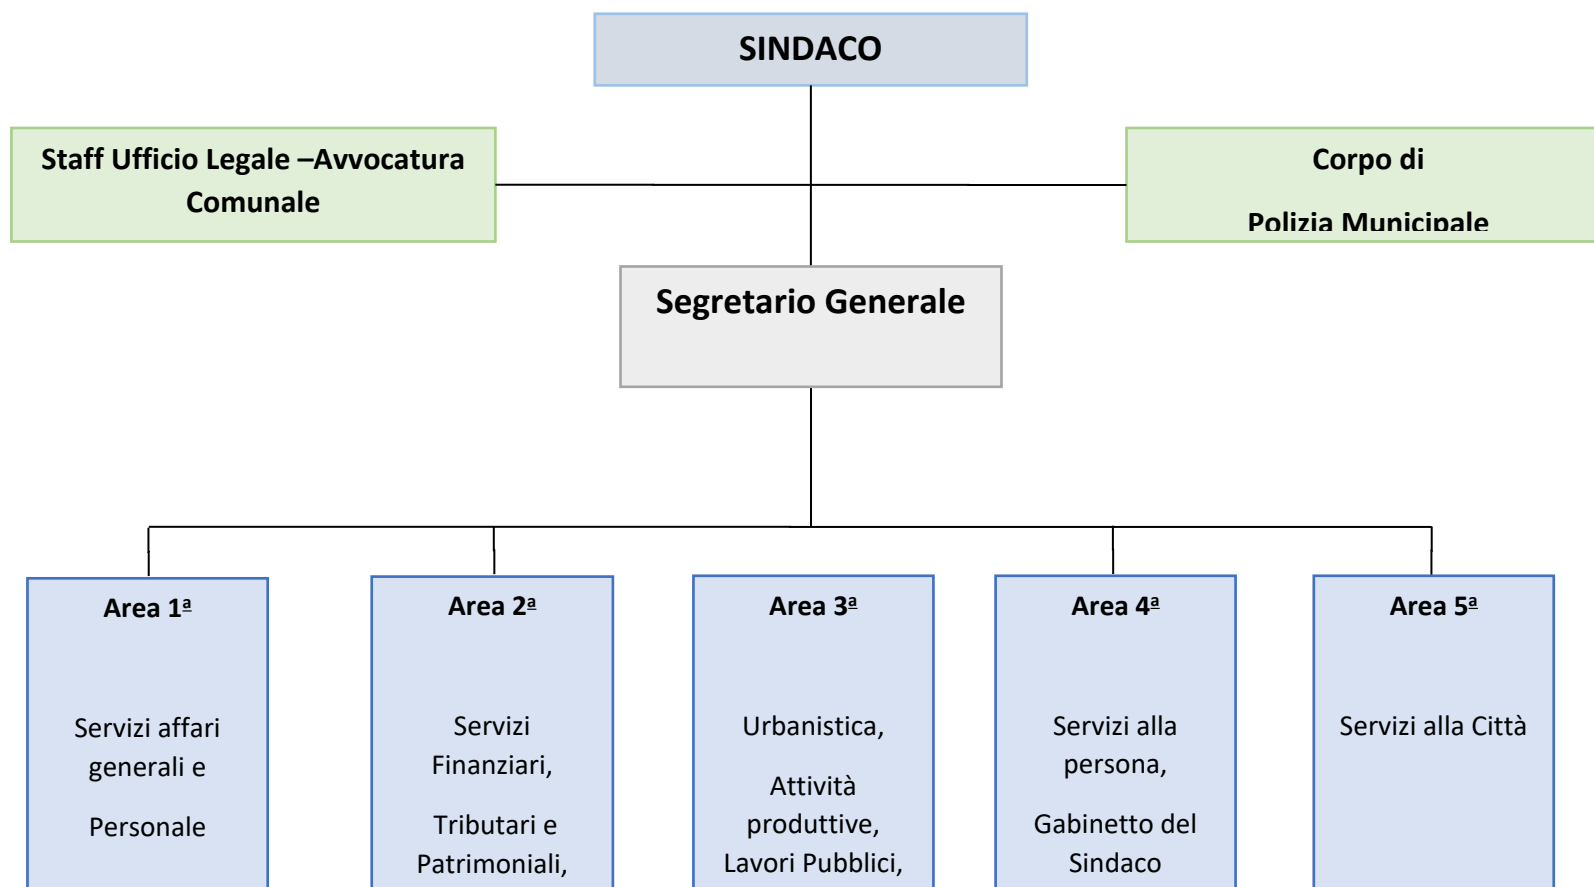 SINDACO
Staff Ufficio Legale –Avvocatura
Comunale
Corpo di
Polizia Municipale
Segretario Generale
Area 1ª
Servizi affari
generali e
Personale
Area 2ª
Servizi
Finanziari,
Tributari e
Patrimoniali,
Area 3ª
Urbanistica,
Attività
produttive,
Lavori Pubblici,
Area 4ª
Servizi alla
persona,
Gabinetto del
Sindaco
Area 5ª
Servizi alla Città